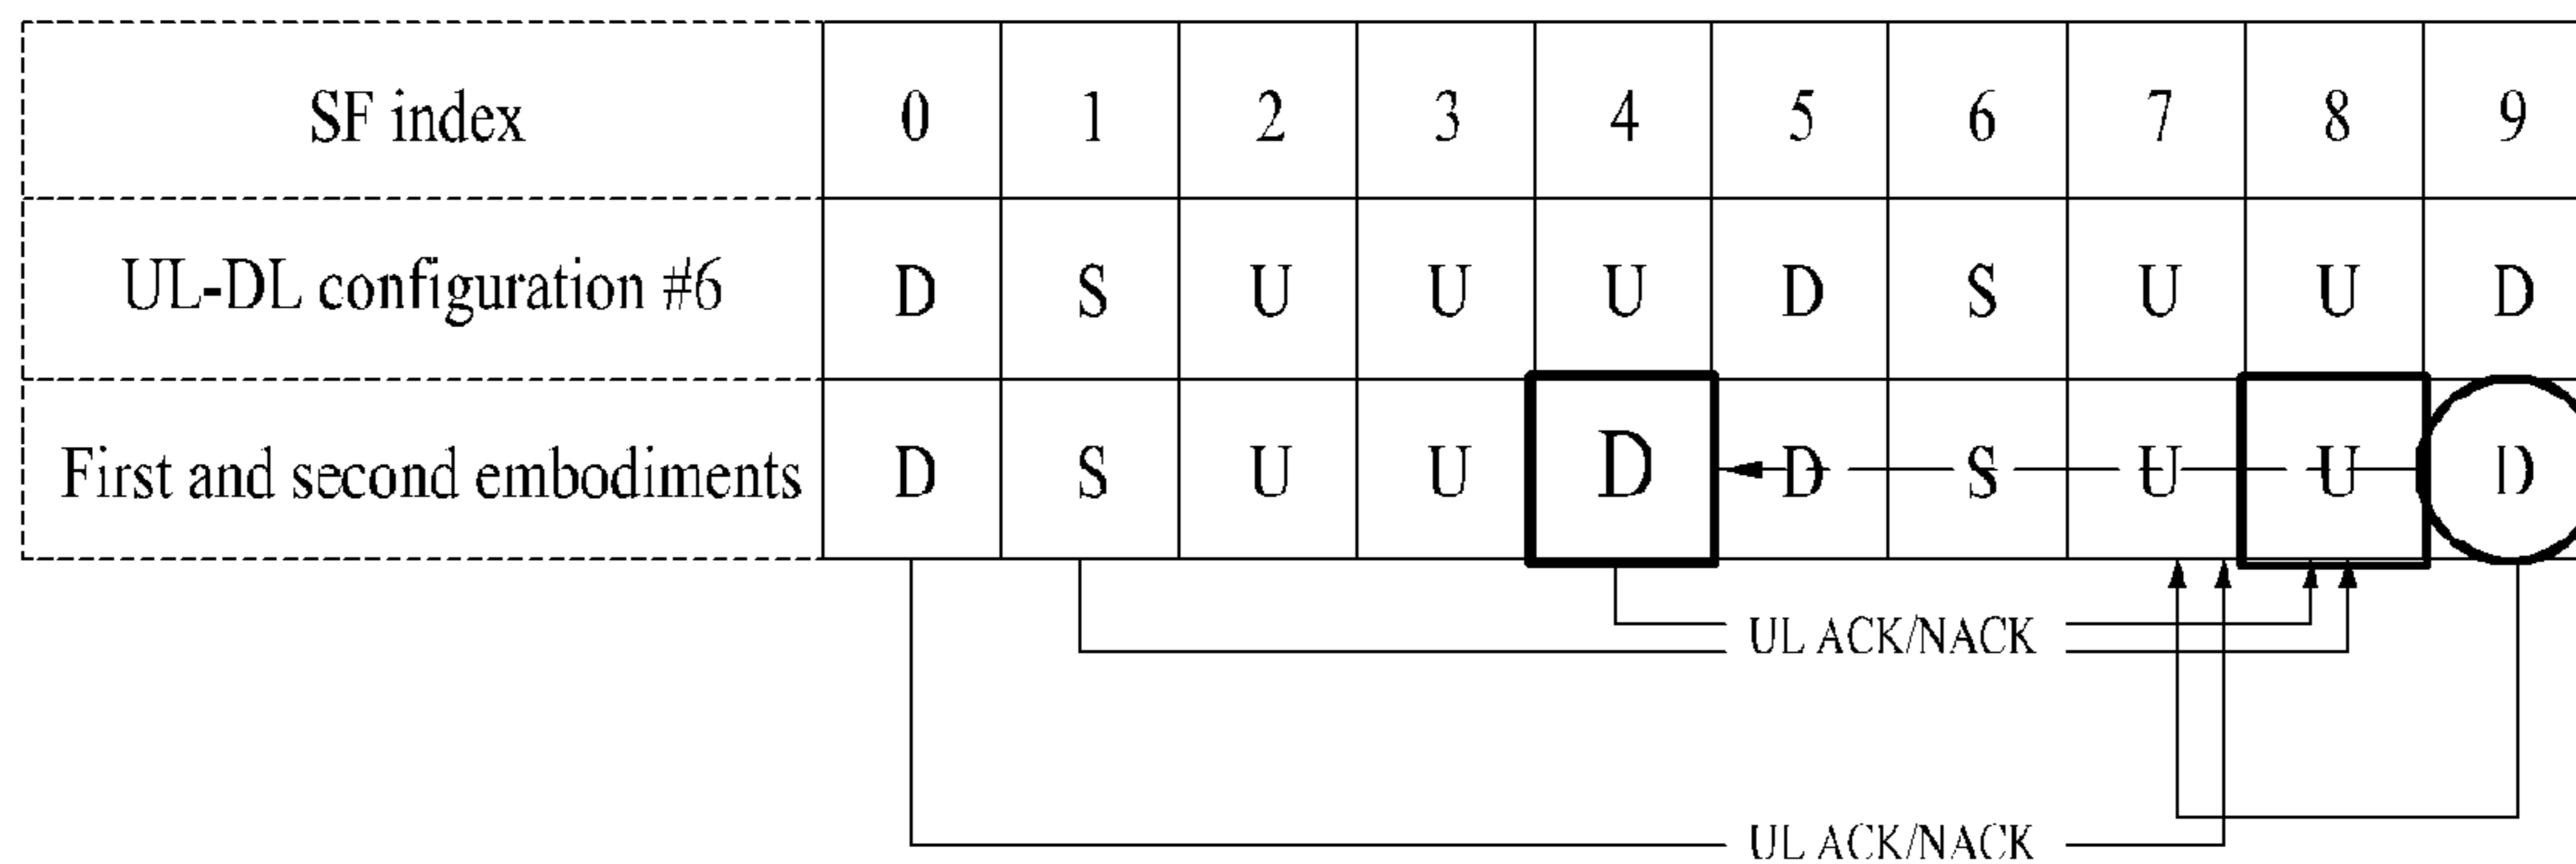 SF index 0 1 2 3 4 5 6 7 8 9
UL-DL configuration #6 D S U U U D S U U D
First and second embodiments D S U U D D S U U D
UL ACK/NACK
UL ACK/NACK